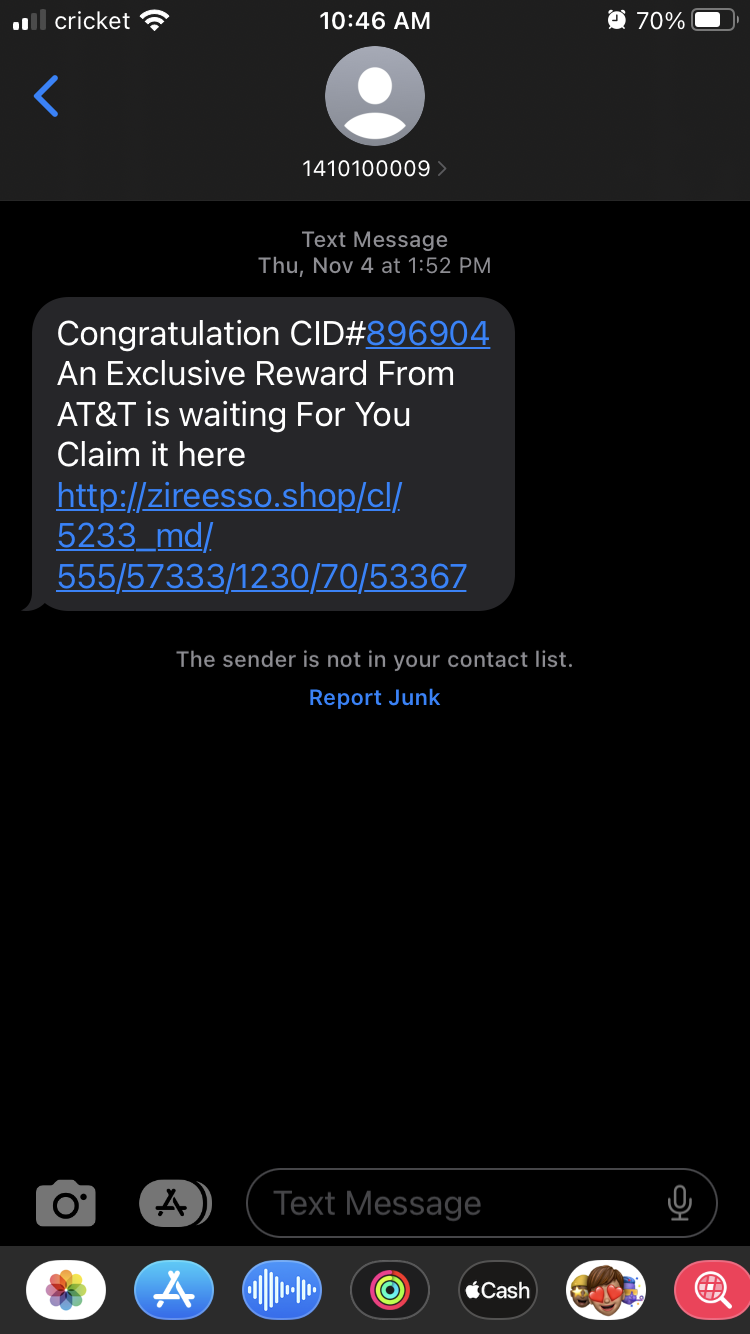 cricket 10:46 AM 70%
1410100009
Text Message
Thu, Nov 4 at 1:52 PM
Congratulation CID#896904
An Exclusive Reward From
AT&T is waiting For You
Claim it here
http://zireesso.shop/cl/
5233_md/
555/57333/1230/70/53367
The sender is not in your contact list.
Report Junk
Text Message
Cash